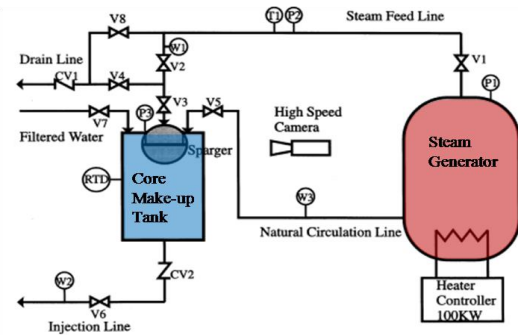 V8
T1 P2
Steam Feed Line
Drain Line
W1
V2
CV1
V4
V1
V3
V5
P1
Filtered Water
V7
P3
High Speed
Camera
Sparger
Steam
Generator
RTD
Core
Make-up
Tank
W3
Natural Circulation Line
CV2
W2
V6
Injection Line
Heater
Controller
100KW